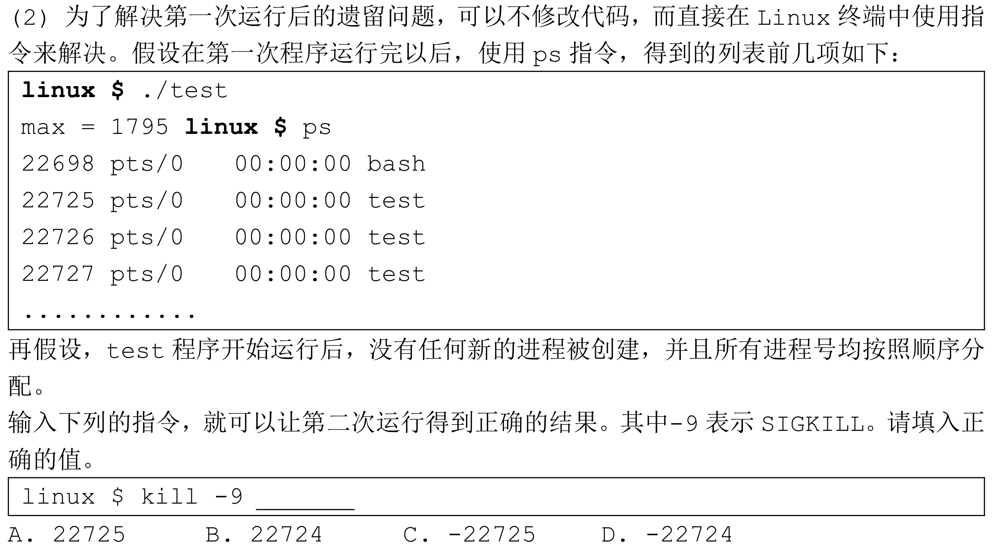 (2) 为了解决第一次运行后的遗留问题，可以不修改代码，而直接在 Linux 终端中使用指
令来解决。假设在第一次程序运行完以后，使用 ps 指令，得到的列表前几项如下：
linux $ ./test
max = 1795 linux $ ps
22698 pts/0   00:00:00 bash
22725 pts/0   00:00:00 test
22726 pts/0   00:00:00 test
22727 pts/0   00:00:00 test
............
再假设，test 程序开始运行后，没有任何新的进程被创建，并且所有进程号均按照顺序分
配。
输入下列的指令，就可以让第二次运行得到正确的结果。其中-9 表示 SIGKILL。请填入正
确的值。
linux $ kill -9 _______
A. 22725     B. 22724     C. -22725     D. -22724